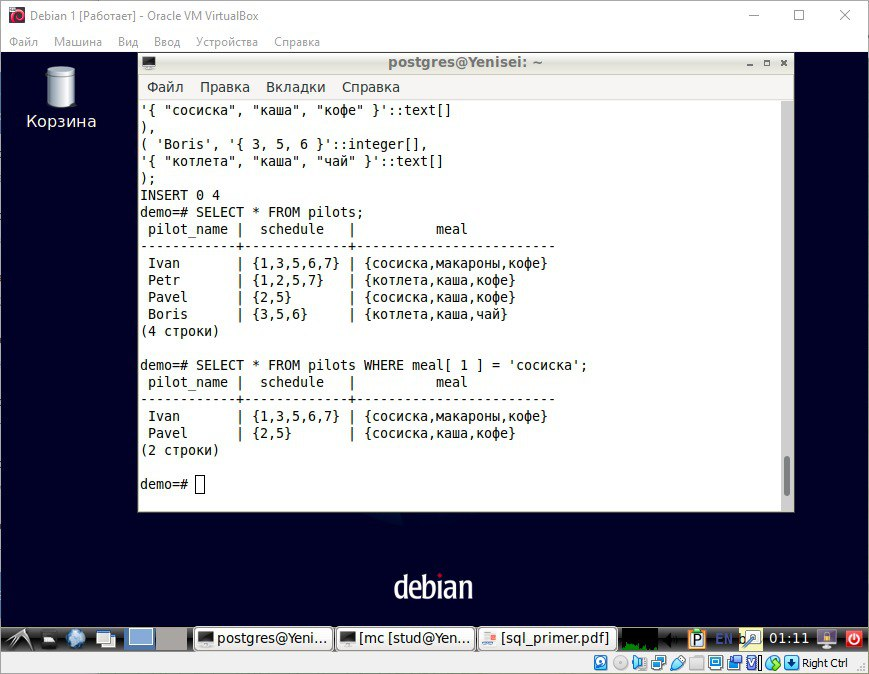 Debian 1 [Работает] - Oracle VM VirtualBox
Файл Машина Вид Ввод Устройства Справка
postgres@Yenisei: ~
Файл Правка Вкладки Справка
Корзина
'{ "сосиска", "каша", "кофе" }'::text[]
),
( 'Boris', '{ 3, 5, 6 }'::integer[],
'{ "котлета", "каша", "чай" }'::text[]
);
INSERT 0 4
demo=# SELECT * FROM pilots;
pilot_name |  schedule   |          meal
------------+-------------+-------------------------
Ivan       | {1,3,5,6,7} | {сосиска,макароны,кофе}
Petr       | {1,2,5,7}   | {котлета,каша,кофе}
Pavel      | {2,5}       | {сосиска,каша,кофе}
Boris      | {3,5,6}     | {котлета,каша,чай}
(4 строки)
demo=# SELECT * FROM pilots WHERE meal[ 1 ] = 'сосиска';
pilot_name |  schedule   |          meal
------------+-------------+-------------------------
Ivan       | {1,3,5,6,7} | {сосиска,макароны,кофе}
Pavel      | {2,5}       | {сосиска,каша,кофе}
(2 строки)
demo=#
debian
postgres@Yeni... [mc [stud@Yen... [sql_primer.pdf] P EN 01:11
Right Ctrl